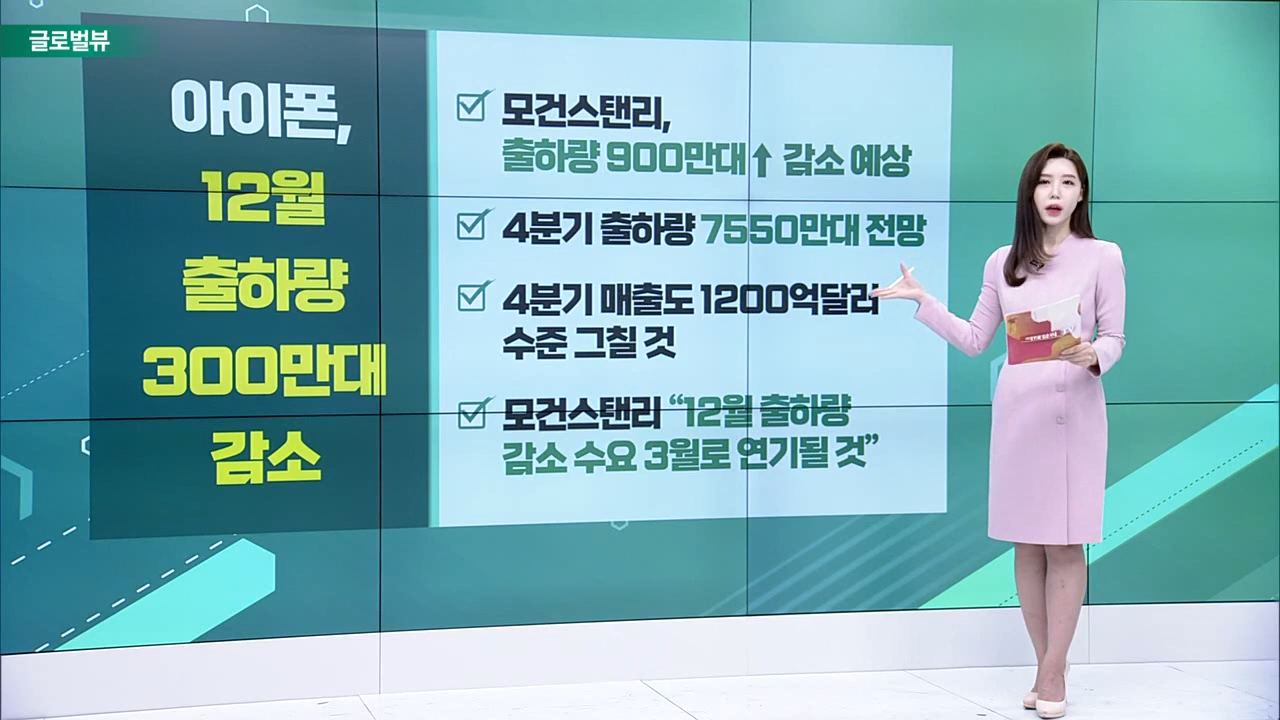 글로벌뷰
아이폰,
12월
출하량
300만대
감소
모건스탠리,
출하량 900만대↑ 감소 예상
4분기 출하량 7550만대 전망
4분기 매출도 1200억달러
수준 그칠 것
모건스탠리 “12월 출하량
감소 수요 3월로 연기될 것”